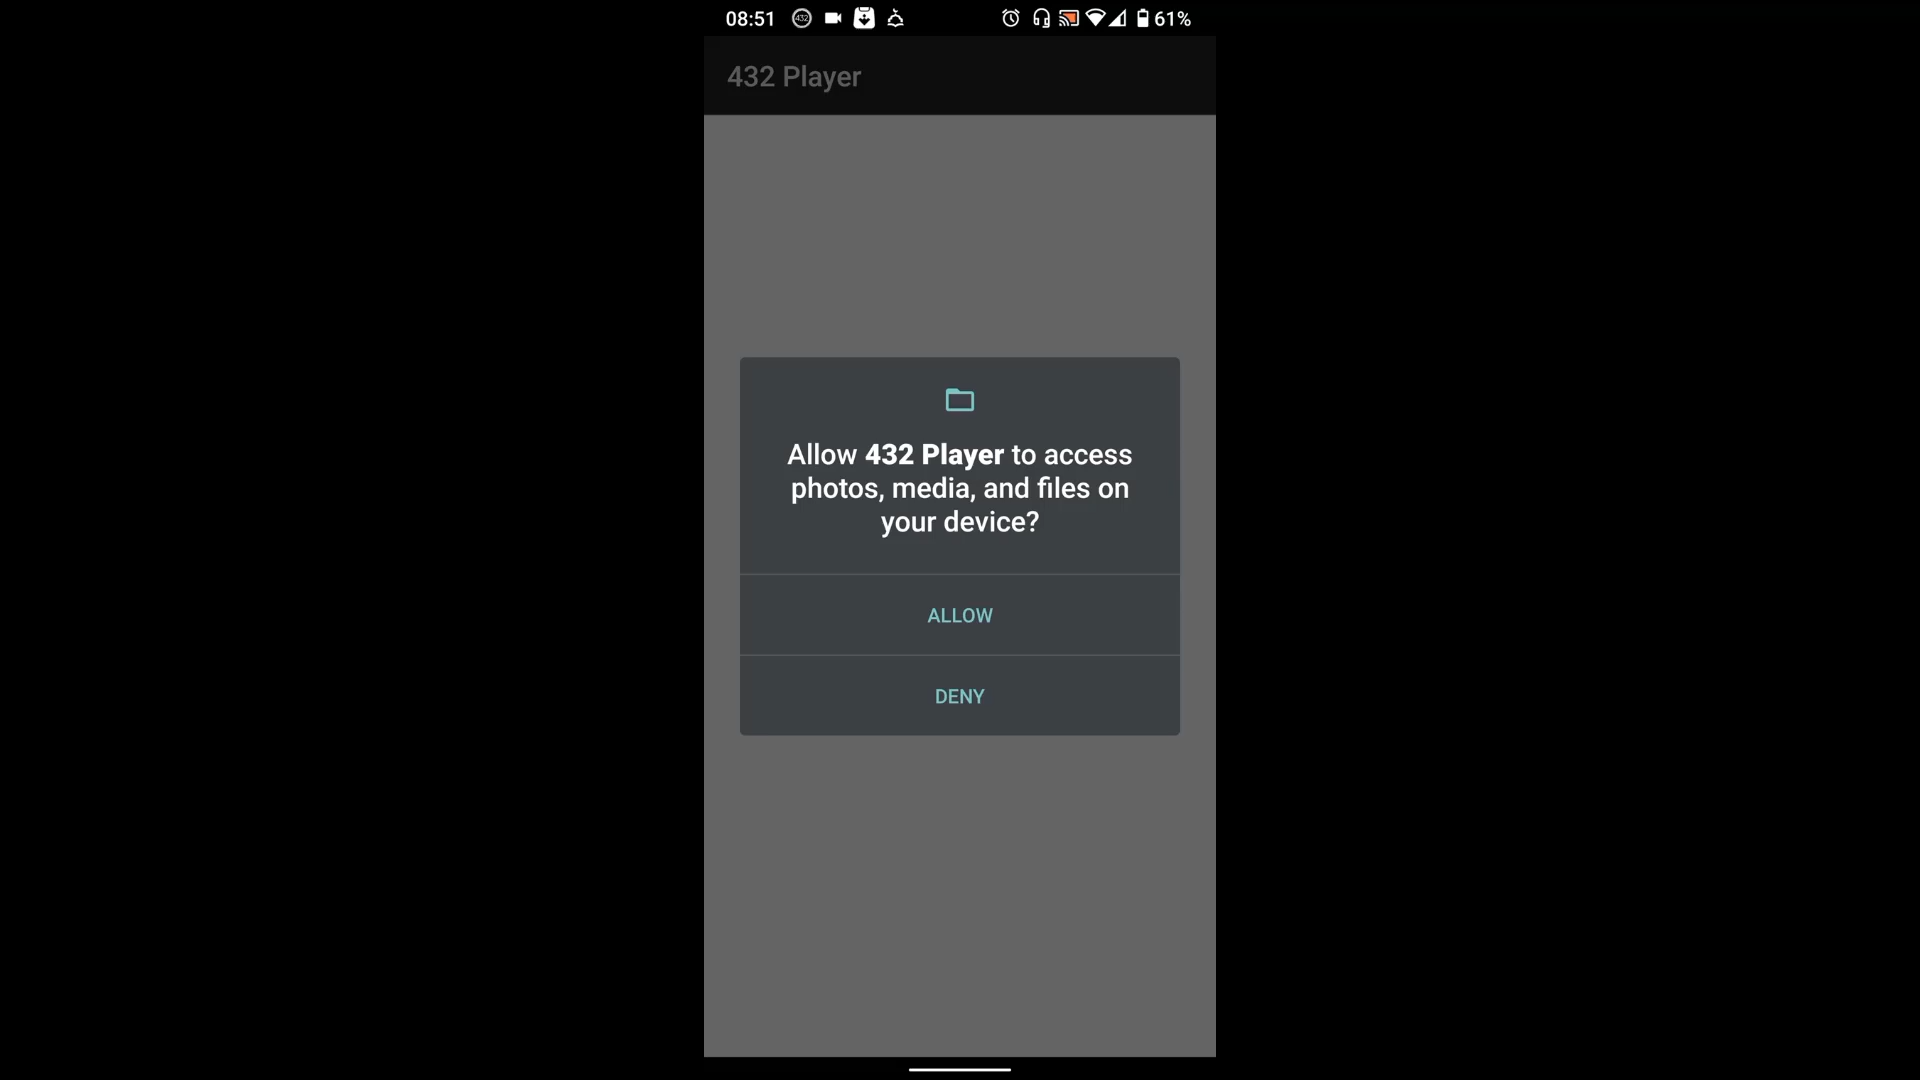 08:51 432 61%
432 Player
Allow 432 Player to access
photos, media, and files on
your device?
ALLOW
DENY